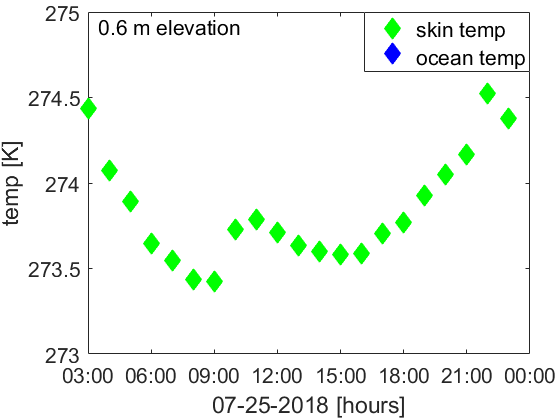 0.6 m elevation
skin temp
ocean temp
temp [K]
275
274.5
274
273.5
273
03:00 06:00 09:00 12:00 15:00 18:00 21:00 00:00
07-25-2018 [hours]